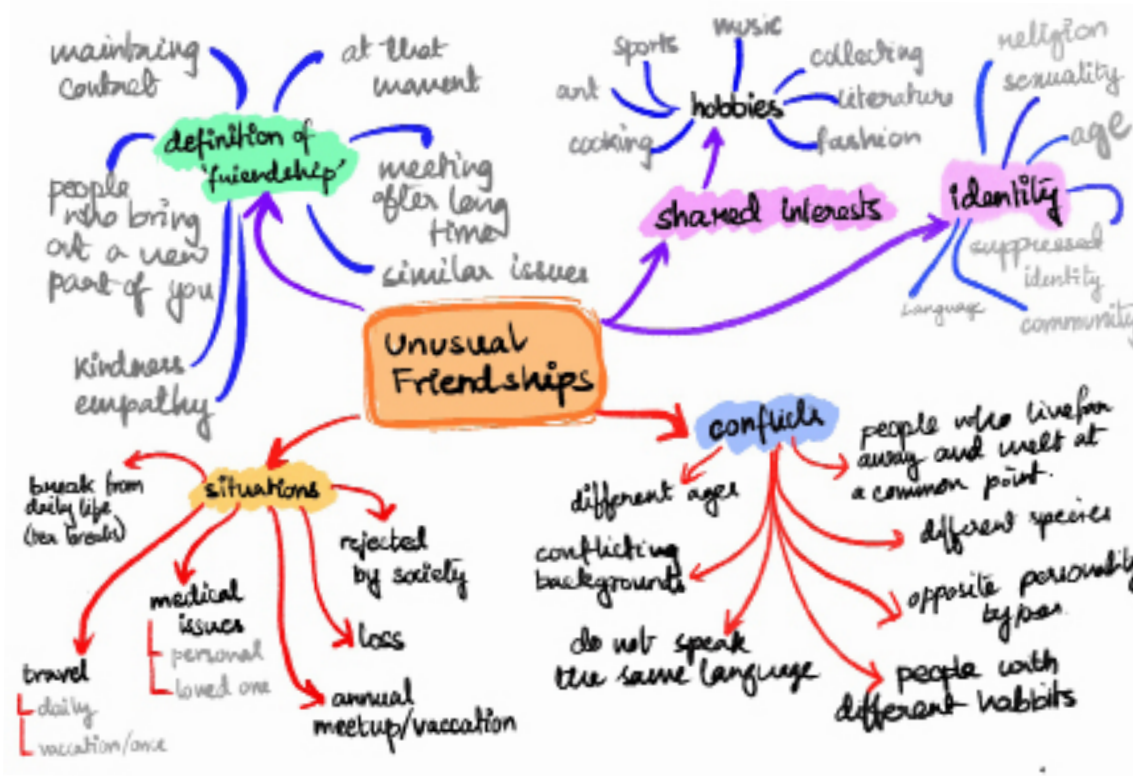 maintaining
contact
at that
moment
definition of
'friendship'
people
who bring
out a new
part of you
meeting
after long
time
similar issues
kindness
empathy
music
sports
art
cooking
hobbies
collecting
literature
fashion
shared interests
religion
sexuality
age
identity
suppressed
identity
Language
community
Unusual
Friendships
situations
break from
daily life
(tea breaks)
rejected
by society
medical
issues
personal
loved one
loss
travel
daily
vaccation/once
annual
meetup/vaccation
conflicts
different ages
people who live far
away and meet at
a common point.
conflicting
backgrounds
different species
opposite personality
do not speak
the same language
people with
different habbits